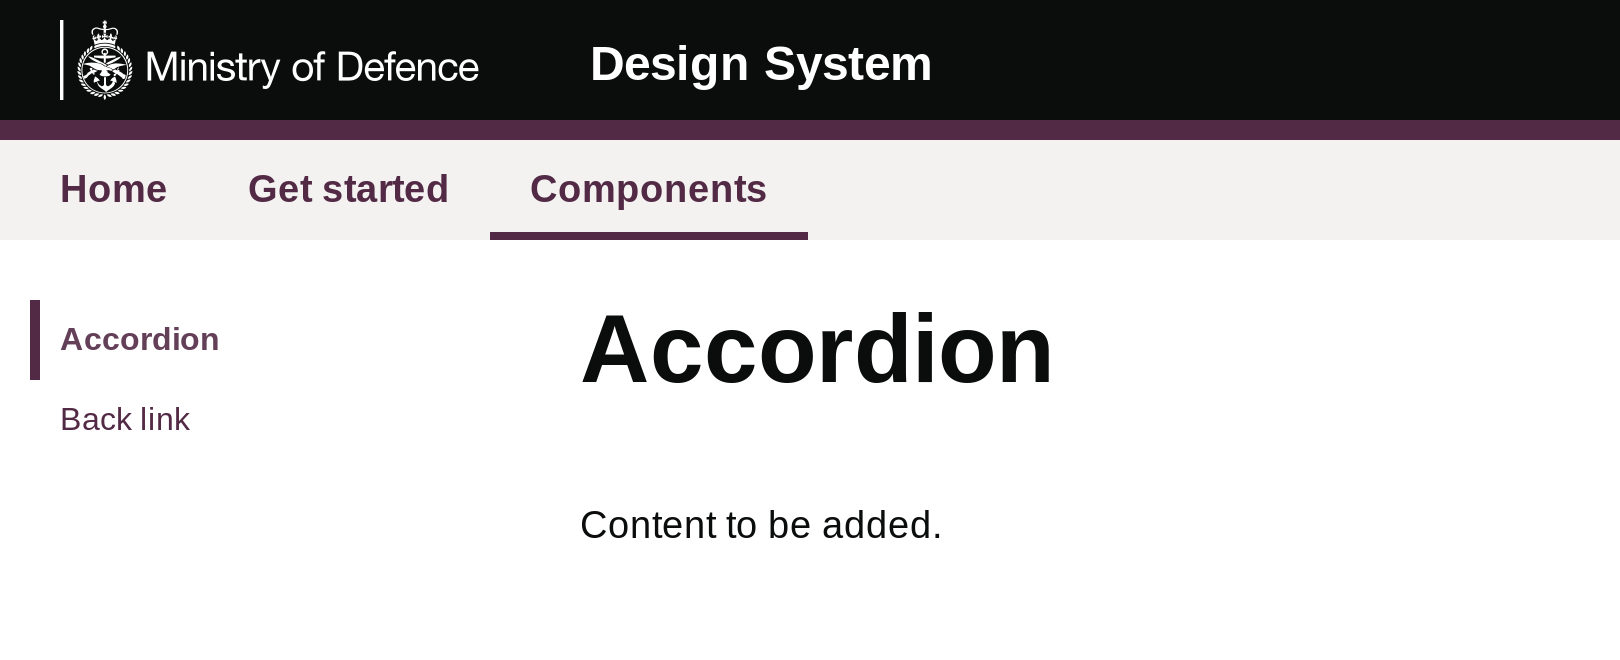 Ministry of Defence
Design System
Home
Get started
Components
Accordion
Back link
Accordion
Content to be added.